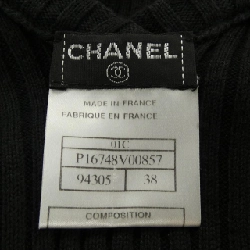 CHANEL
MADE IN FRANCE
FABRIQUE EN FRANCE
01C
P16748V00857
94305 38
COMPOSITION